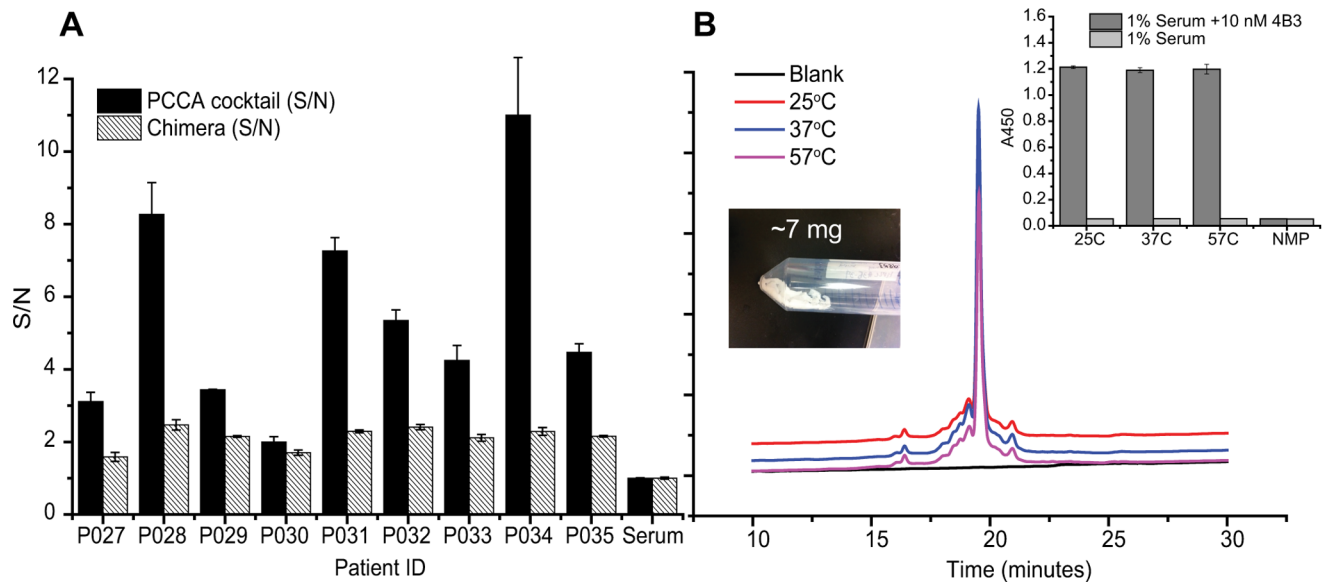 A
PCCA cocktail (S/N)
Chimera (S/N)
12
10
8
6
4
2
0
S/N
P027 P028 P029 P030 P031 P032 P033 P034 P035 Serum
Patient ID
B
Blank
25°C
37°C
57°C
~7 mg
10 15 20 25 30
Time (minutes)
1% Serum +10 nM 4B3
1% Serum
1.6
1.4
1.2
1.0
0.8
0.6
0.4
0.2
0.0
A450
25C 37C 57C NMP